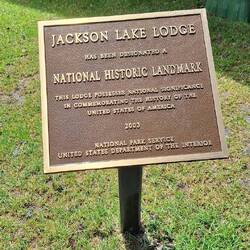 JACKSON LAKE LODGE
HAS BEEN DESIGNATED A
NATIONAL HISTORIC LANDMARK
THIS LODGE POSSESSES NATIONAL SIGNIFICANCE
IN COMMEMORATING THE HISTORY OF THE
UNITED STATES OF AMERICA
2003
NATIONAL PARK SERVICE
UNITED STATES DEPARTMENT OF THE INTERIOR